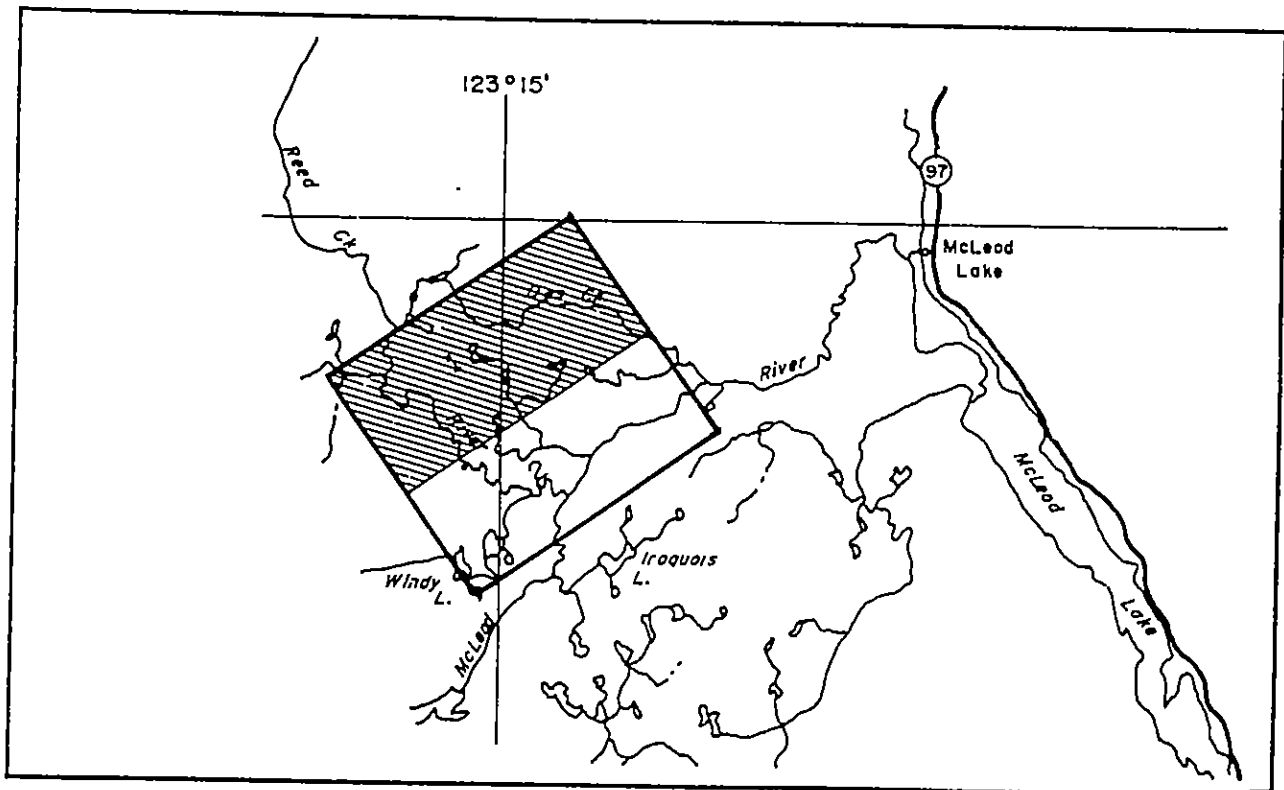 123°15'
Reed
Ck.
97
McLeod
Lake
River
McLeod
Lake
Iroquois
L.
Windy
L.
McLeod